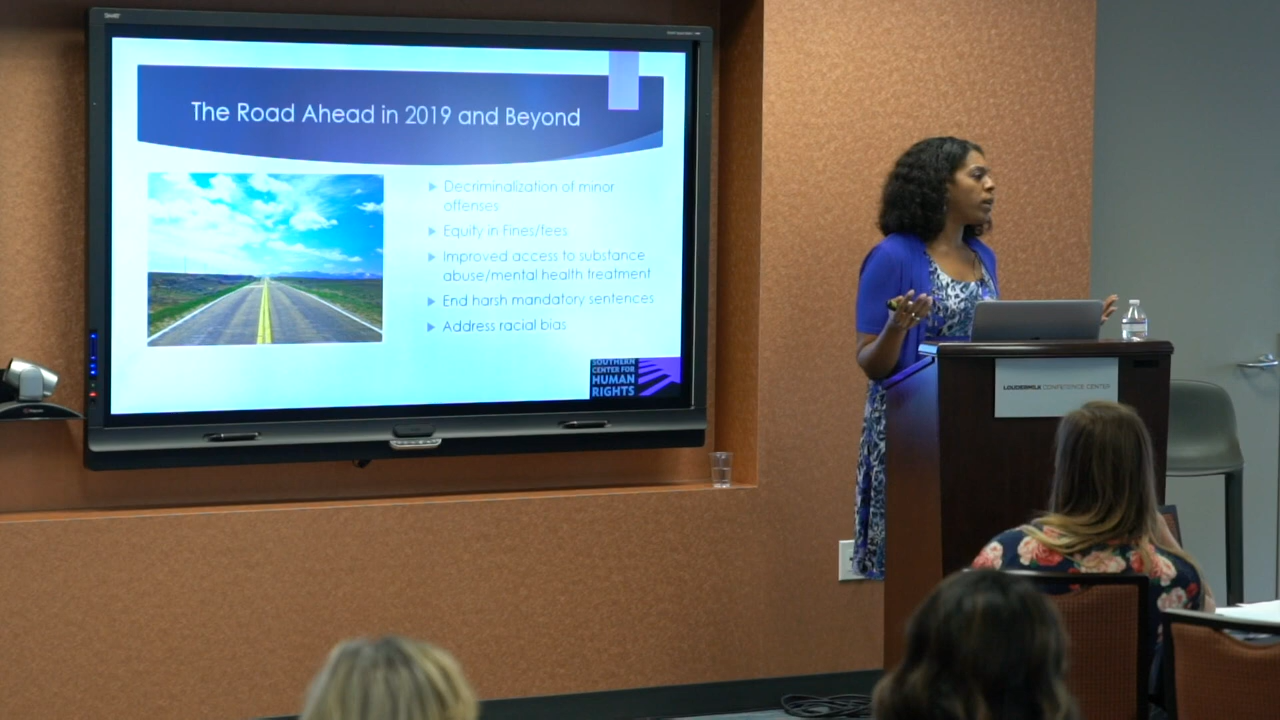 The Road Ahead in 2019 and Beyond
Decriminalization of minor
offenses
Equity in Fines/fees
Improved access to substance
abuse/mental health treatment
End harsh mandatory sentences
Address racial bias
SOUTHERN
CENTER FOR
HUMAN
RIGHTS
LOUDERMILK CONFERENCE CENTER